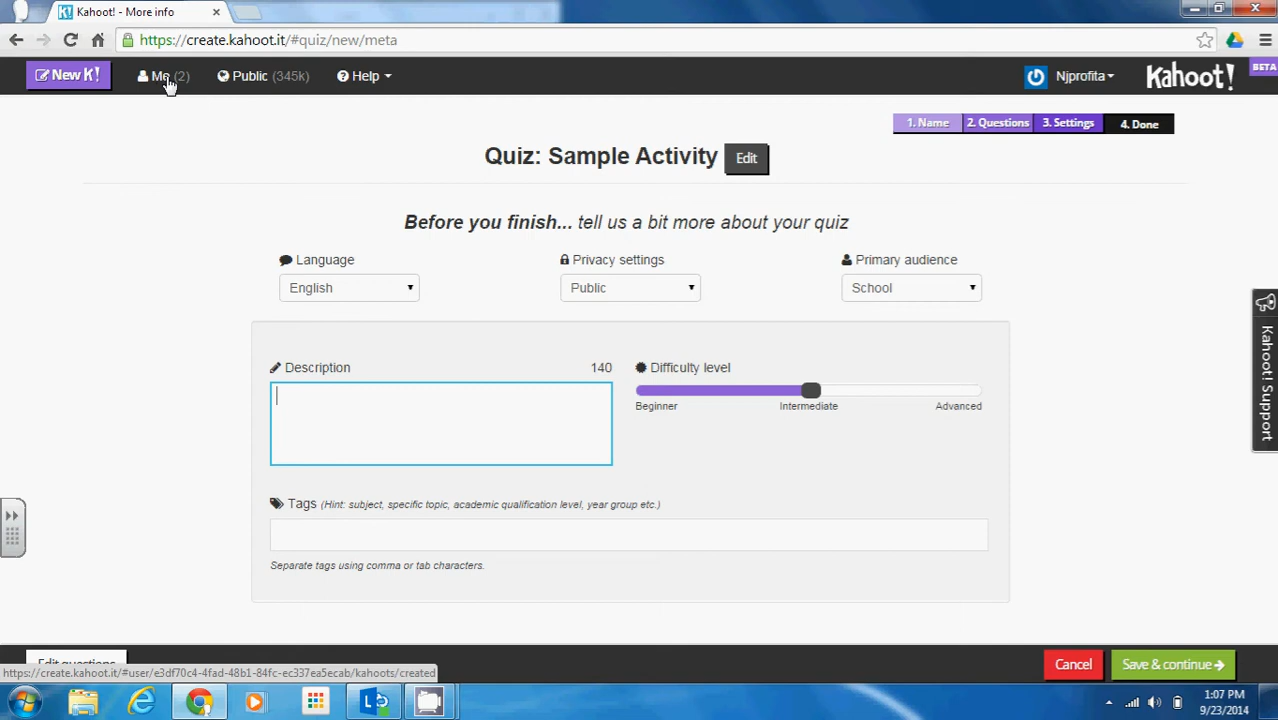 Kahoot! - More info
https://create.kahoot.it/#quiz/new/meta
New K! Me (2) Public (345k) Help Njprofita Kahoot! BETA
1. Name 2. Questions 3. Settings 4. Done
Quiz: Sample Activity Edit
Before you finish... tell us a bit more about your quiz
Language Privacy settings Primary audience
English Public School
Kahoot! Support
Description 140 Difficulty level
Beginner Intermediate Advanced
Tags (Hint: subject, specific topic, academic qualification level, year group etc.)
Separate tags using comma or tab characters.
Edit questions Cancel Save & continue
https://create.kahoot.it/#user/e3df70c4-4fad-48b1-84fc-ec337ea5ecab/kahoots/created
1:07 PM
9/23/2014